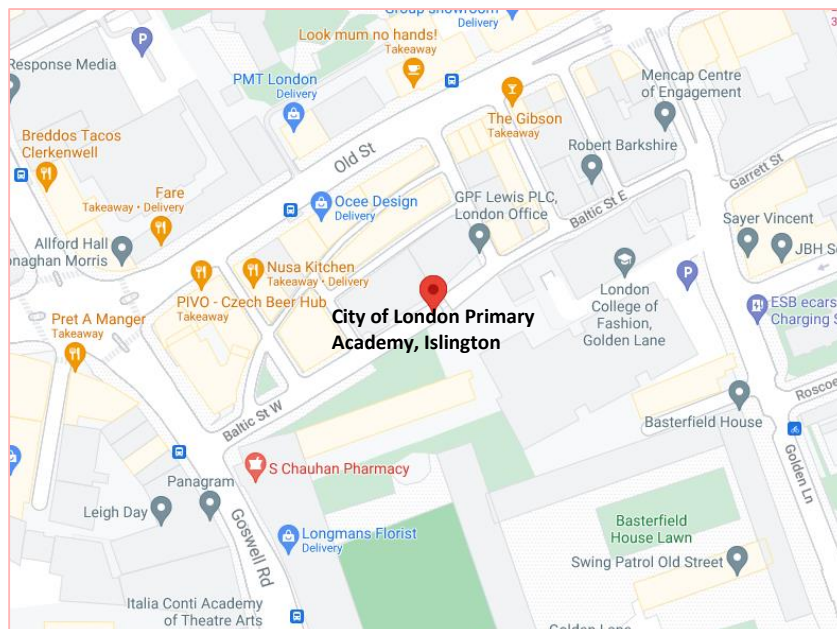 Group showroom
Delivery
3
Look mum no hands!
Takeaway
P
Response Media
PMT London
Delivery
Mencap Centre
of Engagement
The Gibson
Takeaway
Breddos Tacos
Clerkenwell
Old St
Robert Barkshire
Garrett St
Fare
Takeaway • Delivery
Ocee Design
Delivery
GPF Lewis PLC,
London Office
Baltic St E
Sayer Vincent
Allford Hall
onaghan Morris
JBH S
Nusa Kitchen
Takeaway • Delivery
London
College of
Fashion,
Golden Lane
P
PIVO - Czech Beer Hub
Takeaway
City of London Primary
Academy, Islington
ESB ecars
Charging S
Pret A Manger
Takeaway
Roscoe
Baltic St W
Basterfield House
Golden Ln
S Chauhan Pharmacy
Panagram
Leigh Day
Goswell Rd
Longmans Florist
Delivery
Basterfield
House Lawn
Swing Patrol Old Street
Italia Conti Academy
of Theatre Arts
Golden Lane